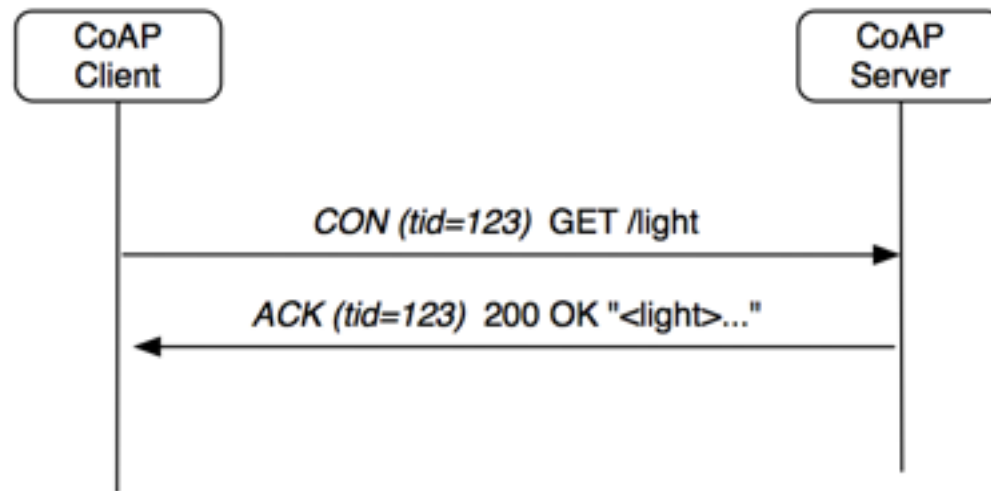 CoAP
Client
CoAP
Server
CON (tid=123) GET /light
ACK (tid=123) 200 OK "<light>..."